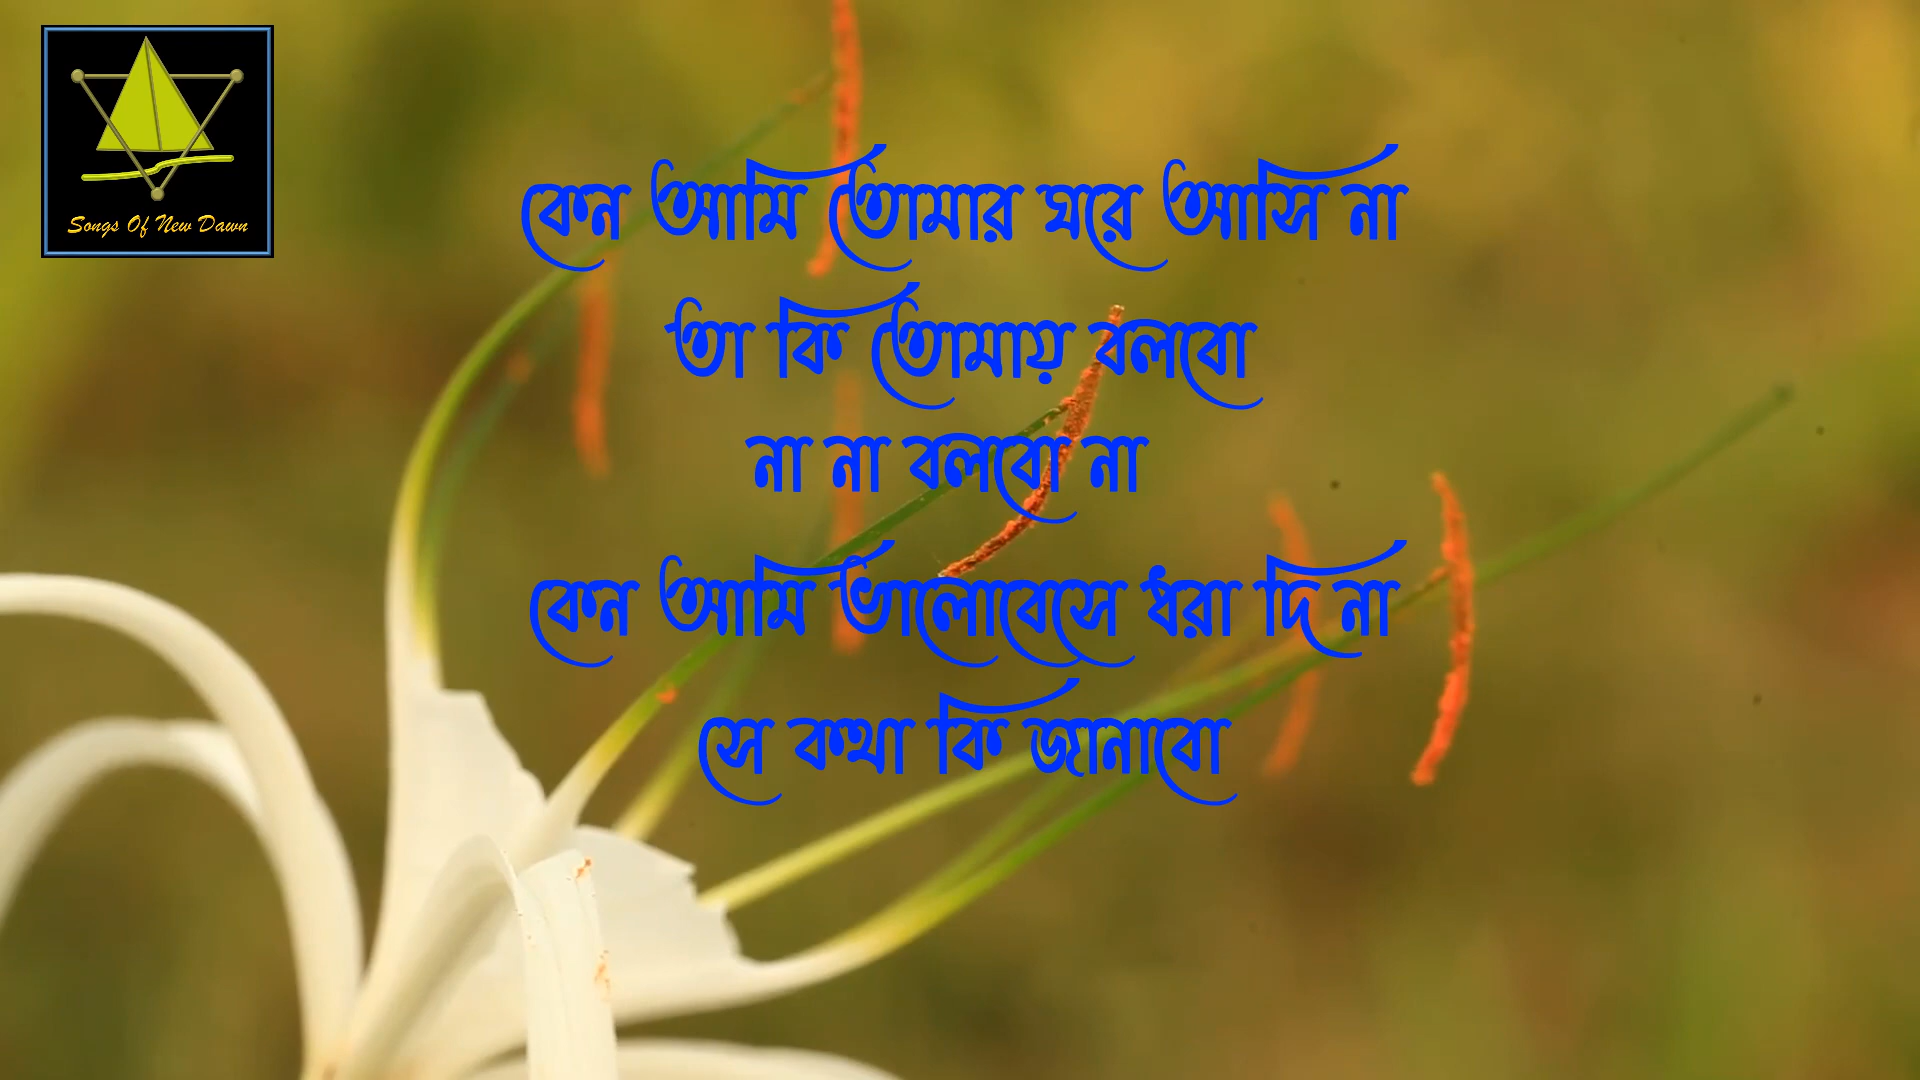 Songs Of New Dawn
কেন আমি তোমার ঘরে আসি না
তা কি তোমায় বলবো
না না বলবো না
কেন আমি ভালোবেসে ধরা দি না
সে কথা কি জানাবো